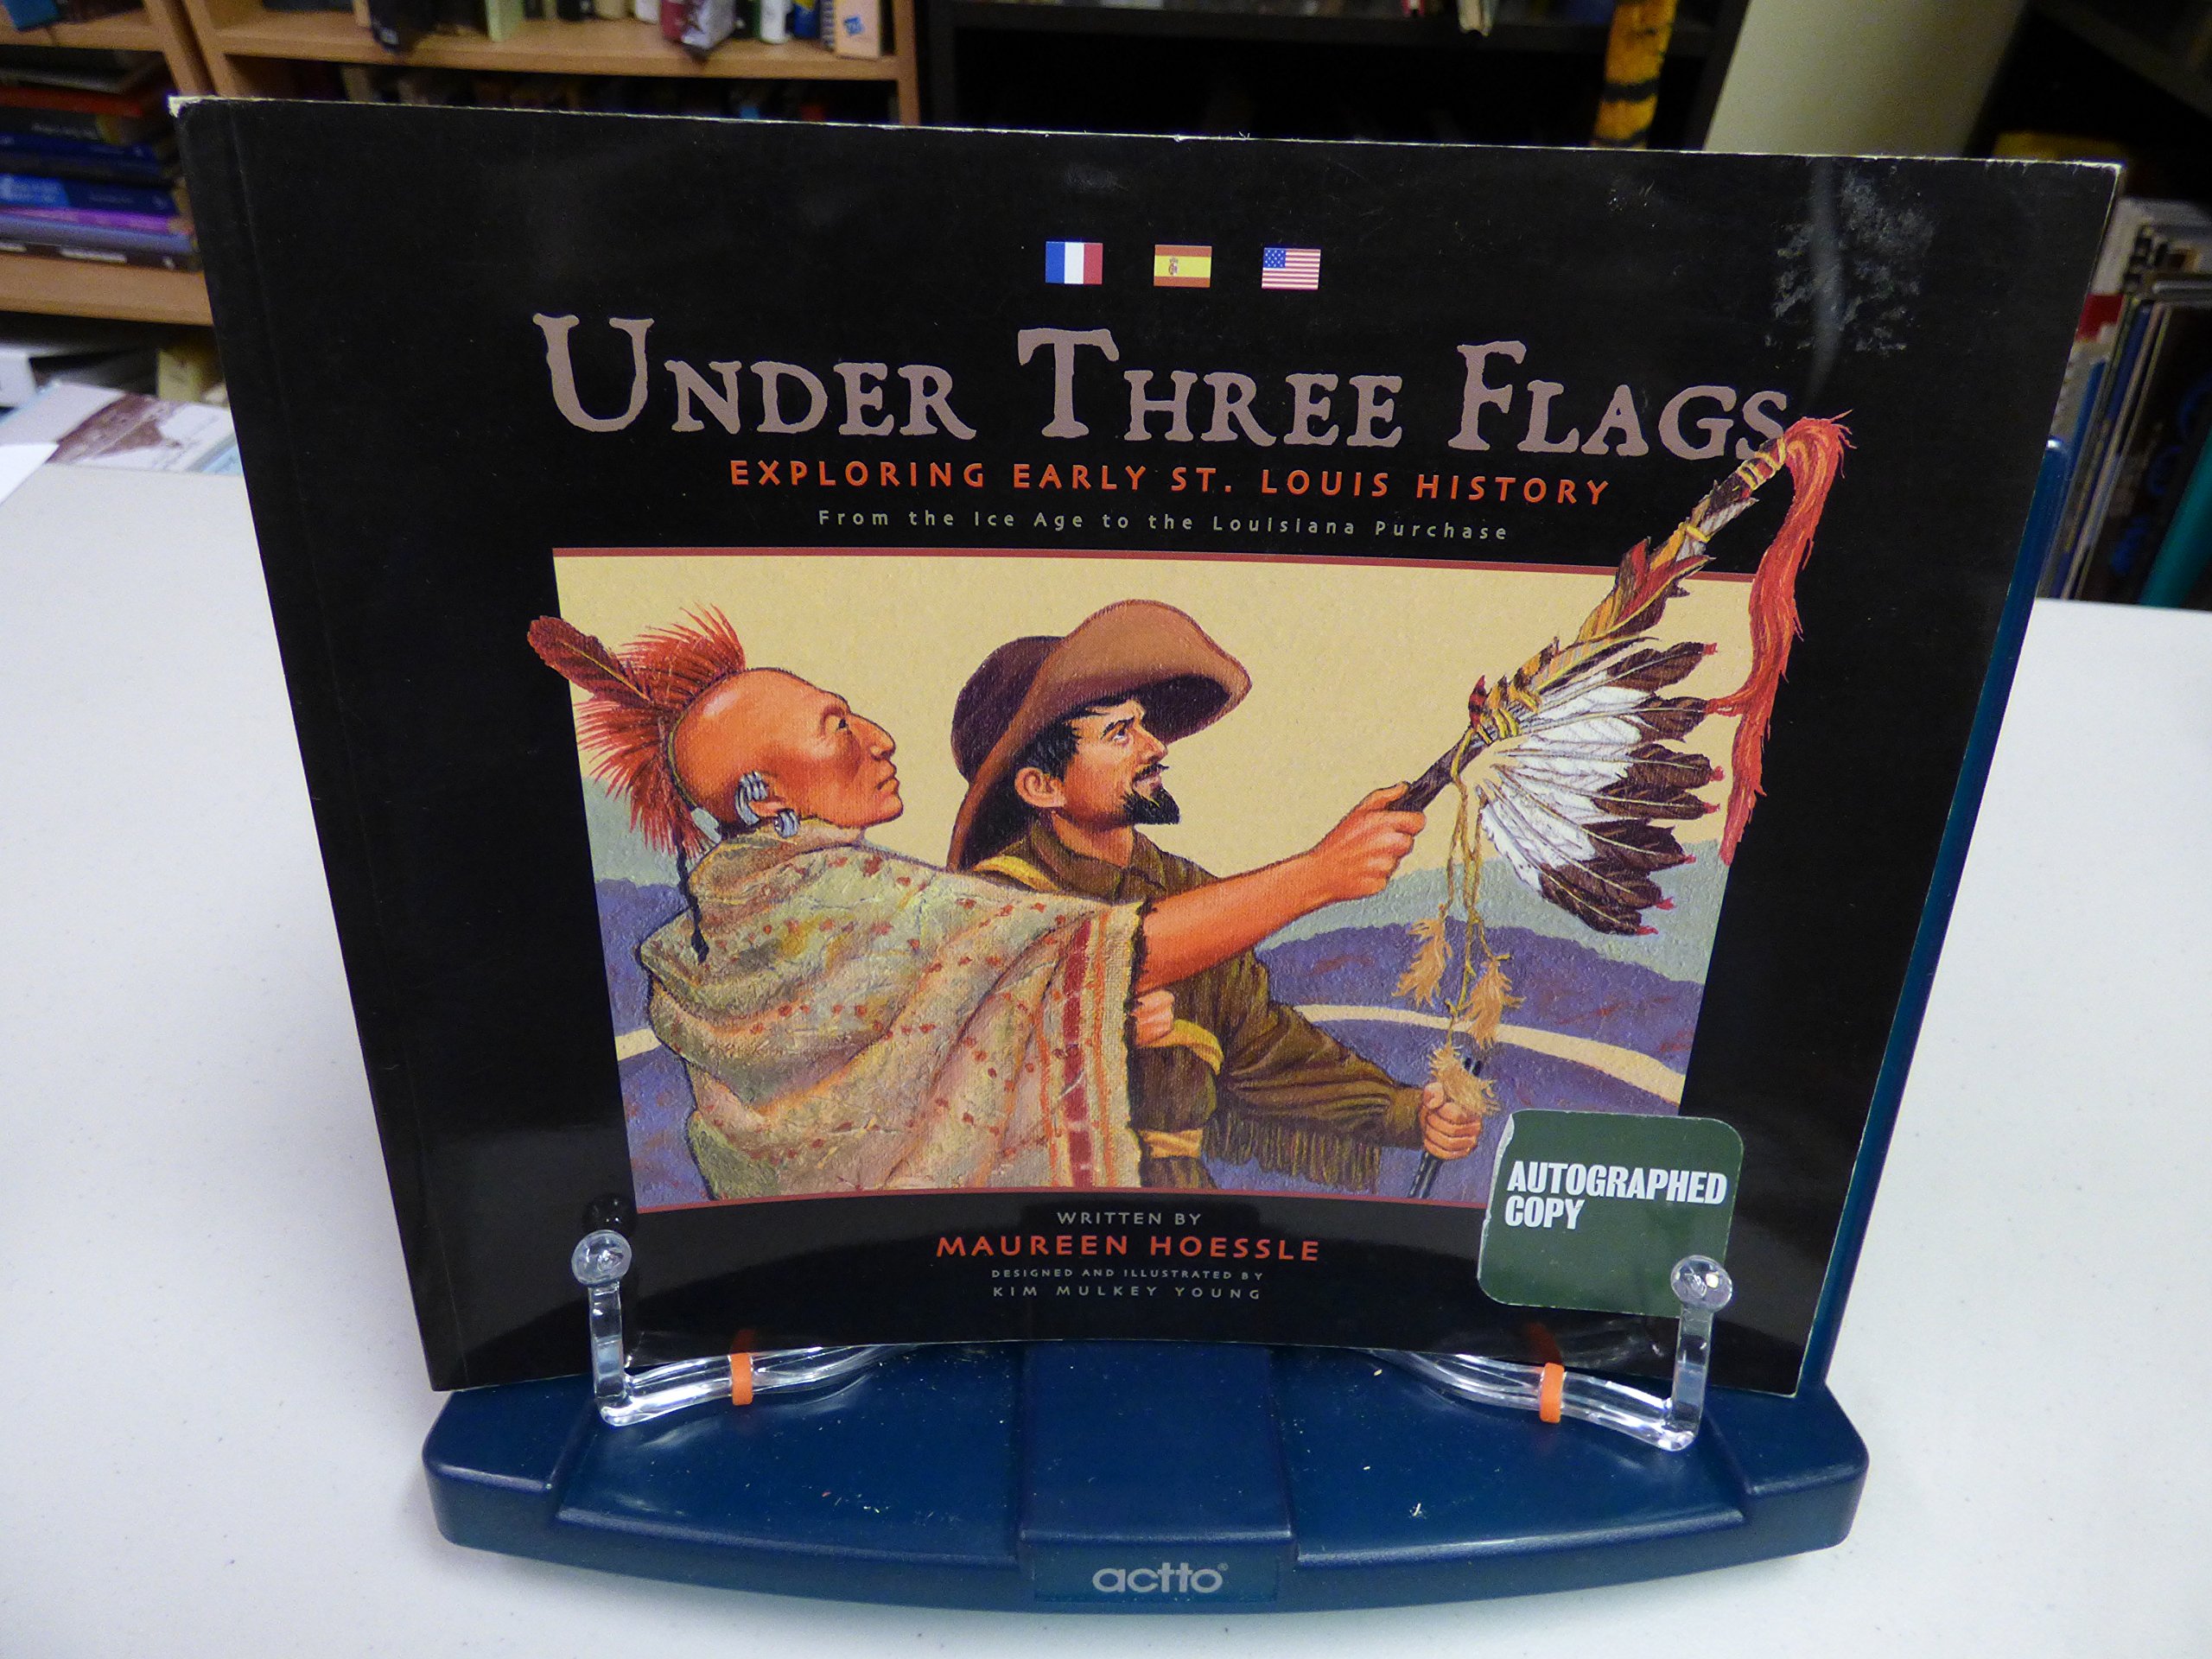 UNDER THREE FLAGS
EXPLORING EARLY ST. LOUIS HISTORY
From the Ice Age to the Louisiana Purchase
AUTOGRAPHED
COPY
WRITTEN BY
MAUREEN HOESSLE
DESIGNED AND ILLUSTRATED BY
KIM MULKEY YOUNG
actto